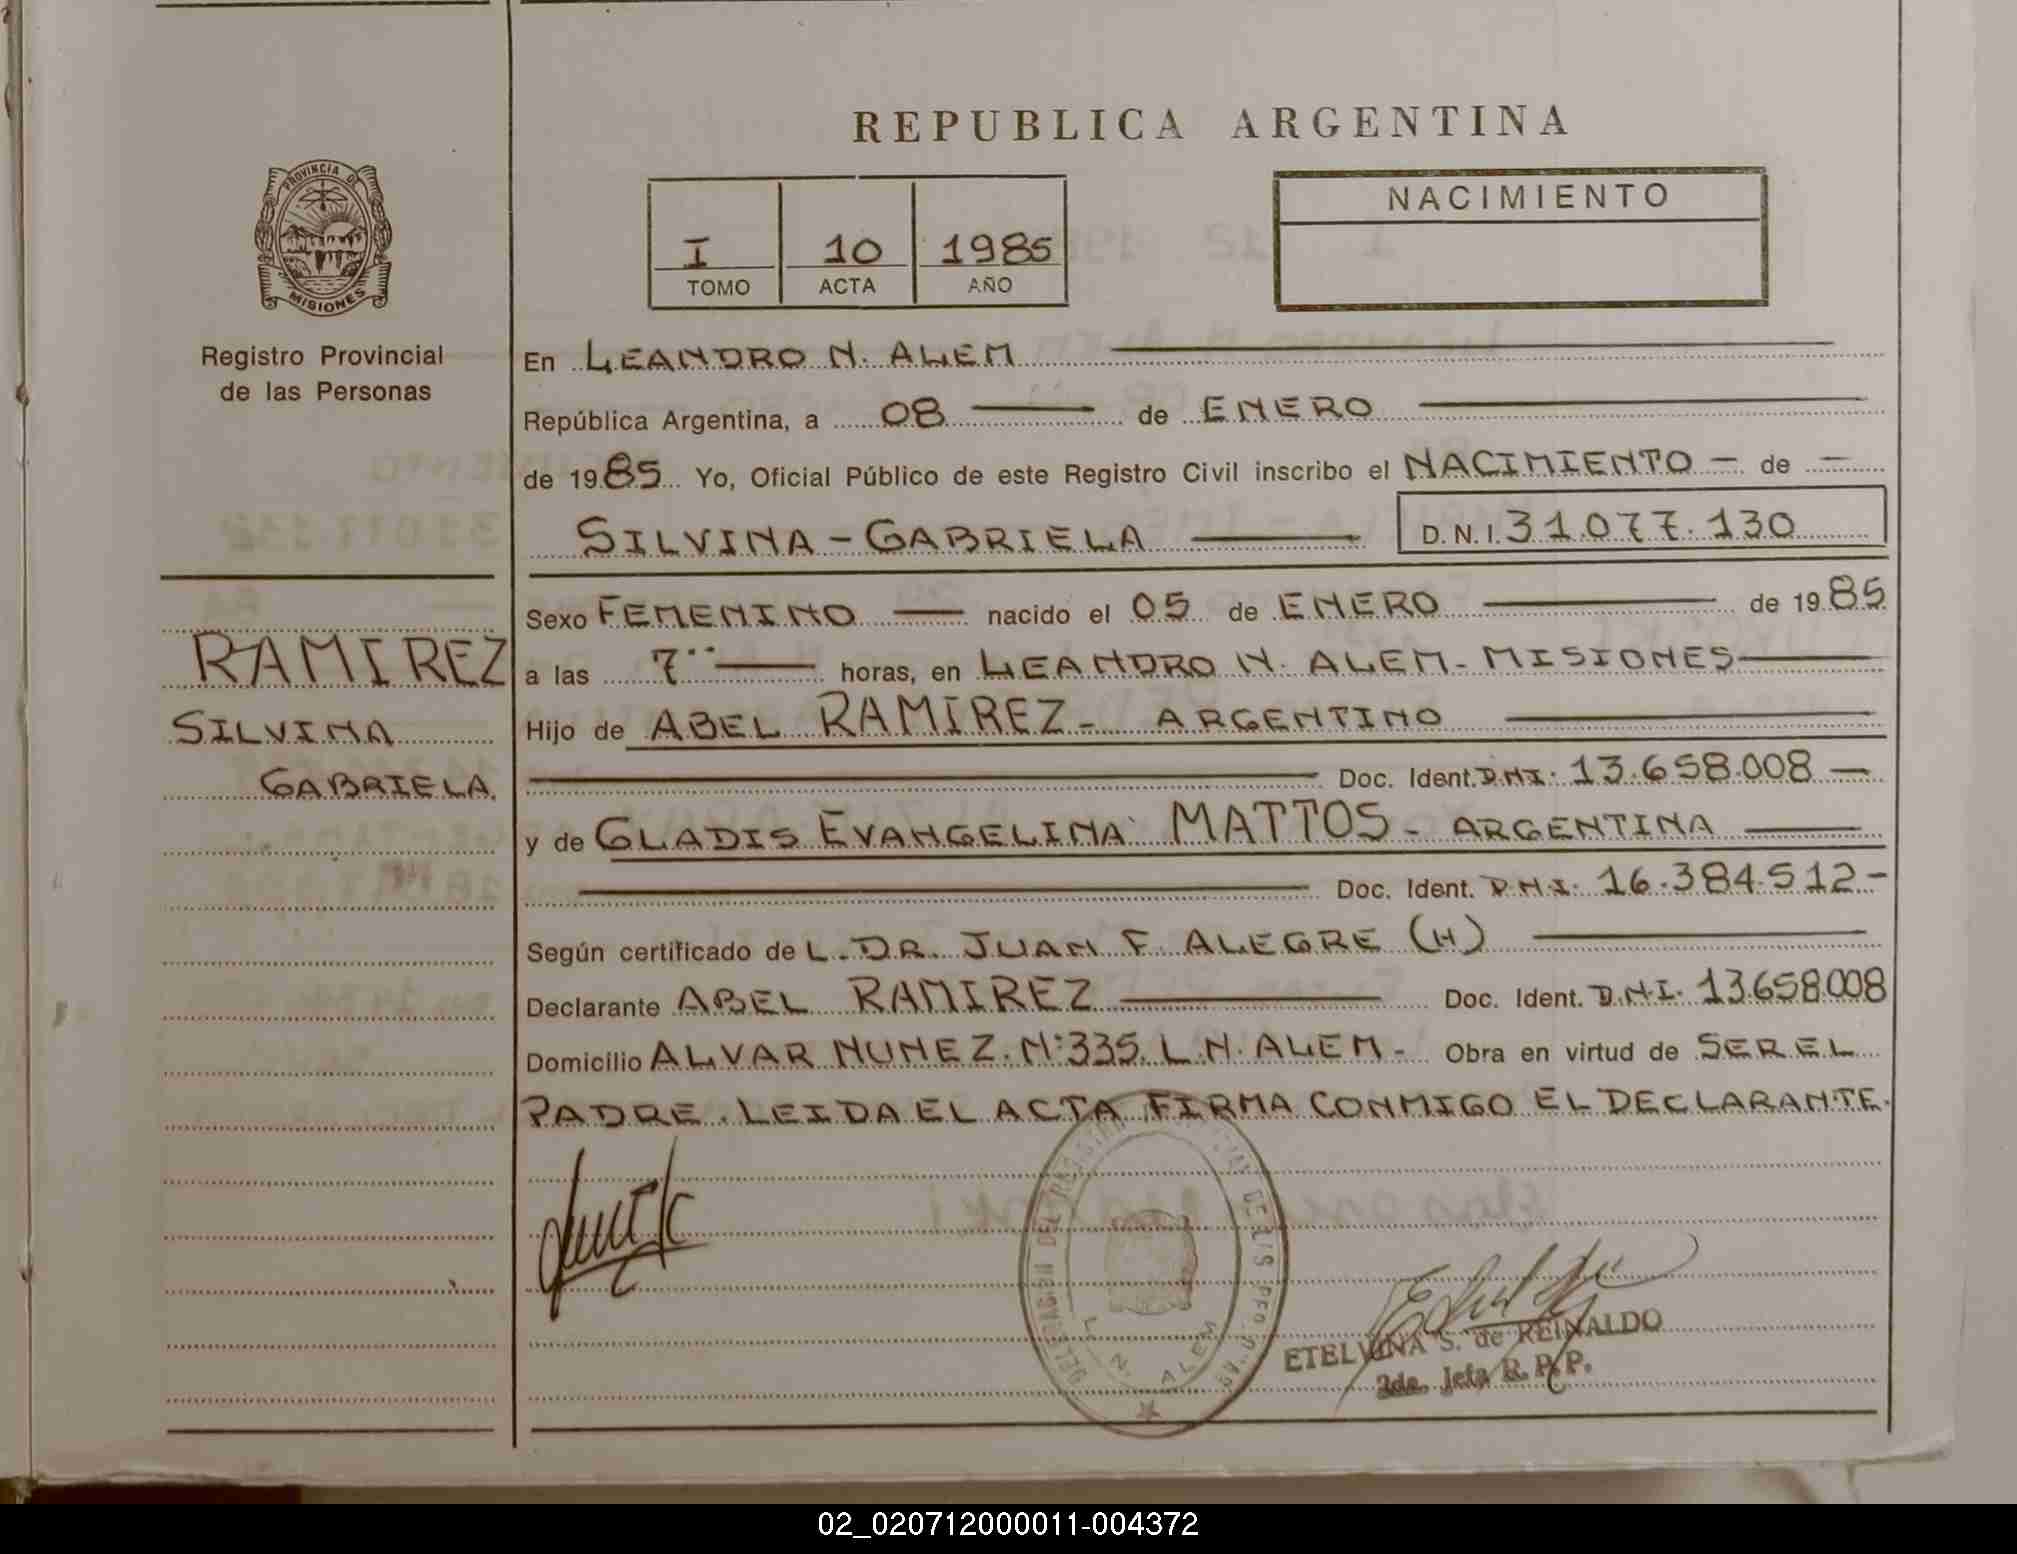 REPUBLICA ARGENTINA
PROVINCIA DE
MISIONES
Registro Provincial
de las Personas
I 10 1985
TOMO ACTA AÑO
NACIMIENTO
En LEANDRO N. ALEM
República Argentina, a 08 de ENERO
de 1985 Yo, Oficial Público de este Registro Civil inscribo el NACIMIENTO - de -
SILVINA - GABRIELA D. N. I. 31.077.130
RAMIREZ
SILVINA
GABRIELA
Sexo FEMENINO nacido el 05 de ENERO de 1985
a las 7 horas, en LEANDRO N. ALEM - MISIONES
Hijo de ABEL RAMIREZ - ARGENTINO
Doc. Ident. D.N.I. 13.658.008 -
y de GLADIS EVANGELINA MATTOS - ARGENTINA
Doc. Ident. D.N.I. 16.384.512 -
Según certificado de L. DR. JUAN F. ALEGRE (H)
Declarante ABEL RAMIREZ Doc. Ident. D.N.I. 13.658.008
Domicilio ALVAR NUNEZ. N: 335. L.N. ALEM - Obra en virtud de SER EL
PADRE. LEIDA EL ACTA FIRMA CONMIGO EL DECLARANTE.
L. N. ALEM
ETELVINA S. de REINALDO
2da. Jefa R. P. P.
02_020712000011-004372